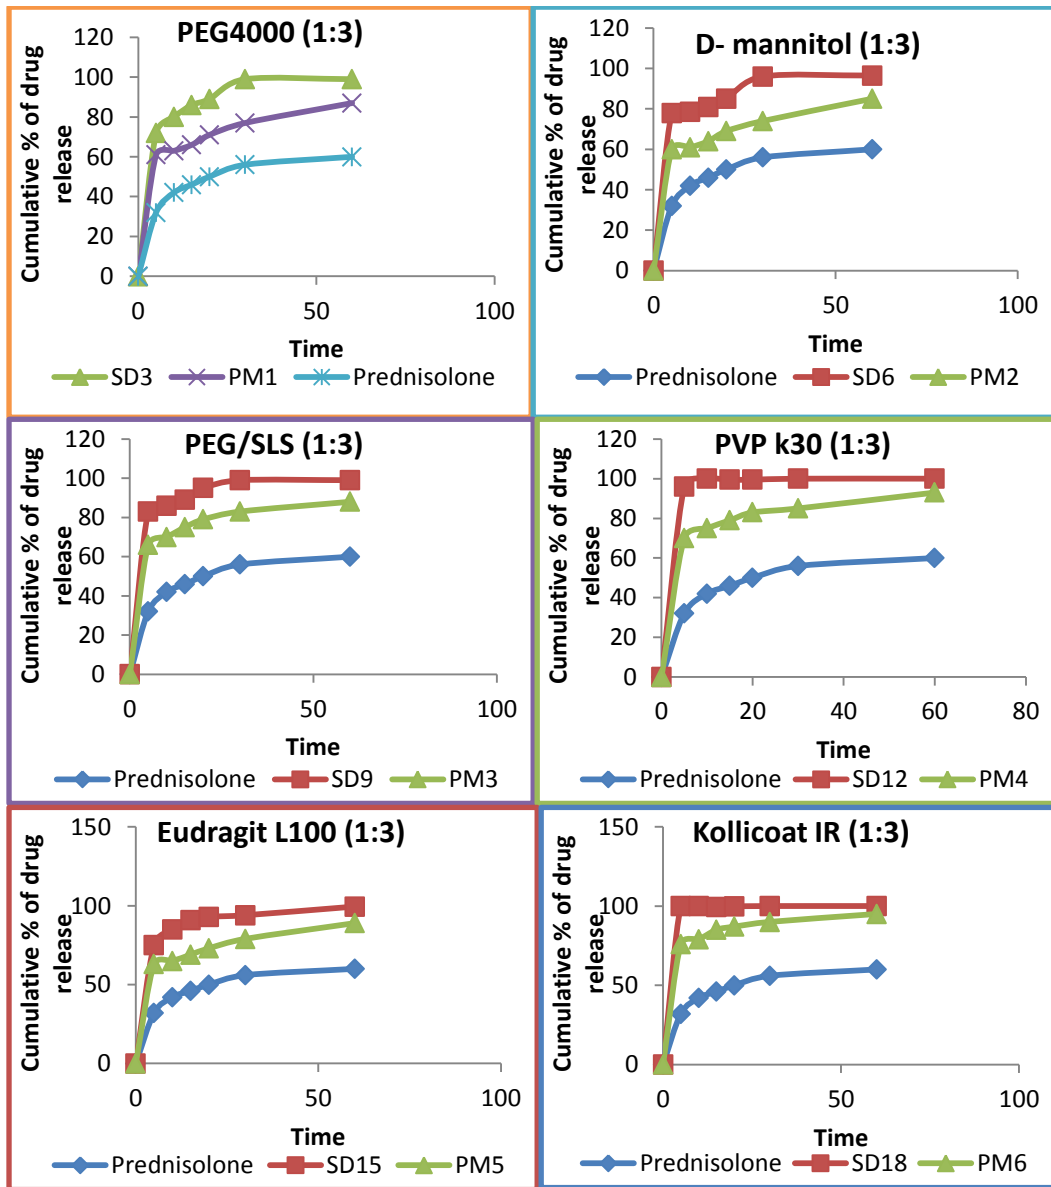 PEG4000 (1:3)
Cumulative % of drug
release
120
100
80
60
40
20
0
0 50 100
Time
SD3 PM1 Prednisolone
D- mannitol (1:3)
Cumulative % of drug
release
120
100
80
60
40
20
0
0 50 100
Time
Prednisolone SD6 PM2
PEG/SLS (1:3)
Cumulative % of drug
release
120
100
80
60
40
20
0
0 50 100
Time
Prednisolone SD9 PM3
PVP k30 (1:3)
Cumulative % of drug
release
120
100
80
60
40
20
0
0 20 40 60 80
Time
Prednisolone SD12 PM4
Eudragit L100 (1:3)
Cumulative % of drug
release
150
100
50
0
0 50 100
Time
Prednisolone SD15 PM5
Kollicoat IR (1:3)
Cumulative % of drug
release
150
100
50
0
0 50 100
Time
Prednisolone SD18 PM6